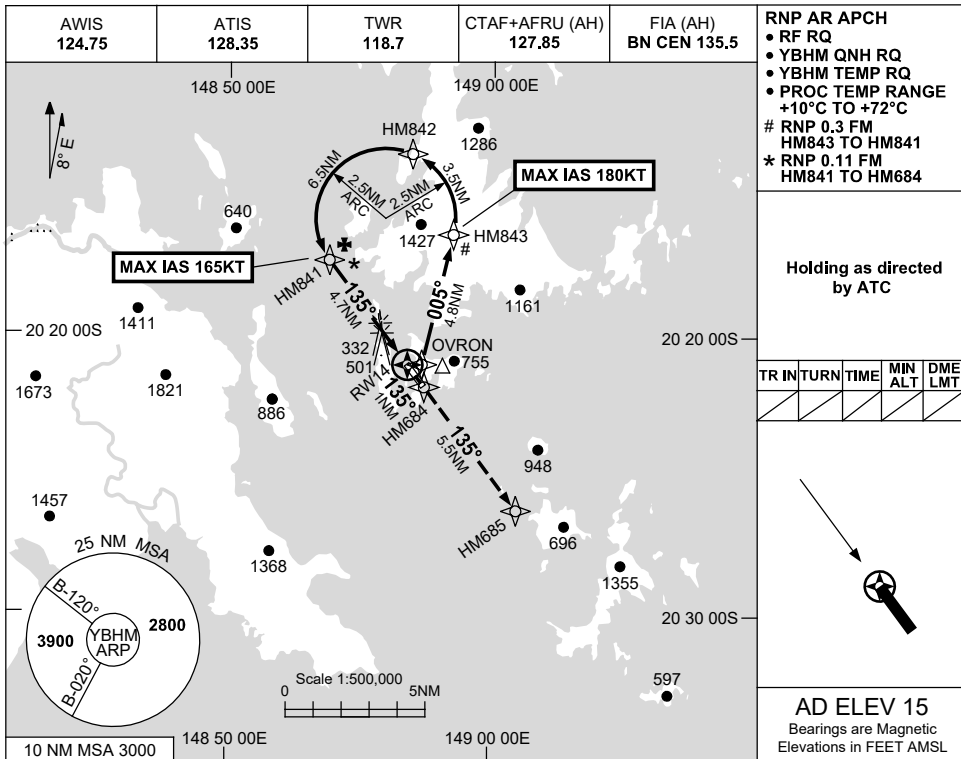 AWIS
124.75
ATIS
128.35
TWR
118.7
CTAF+AFRU (AH)
127.85
FIA (AH)
BN CEN 135.5
RNP AR APCH
• RF RQ
• YBHM QNH RQ
• YBHM TEMP RQ
• PROC TEMP RANGE
+10°C TO +72°C
# RNP 0.3 FM
HM843 TO HM841
* RNP 0.11 FM
HM841 TO HM684
Holding as directed
by ATC
TR IN
TURN
TIME
MIN
ALT
DME
LMT
AD ELEV 15
Bearings are Magnetic
Elevations in FEET AMSL
148 50 00E
149 00 00E
8° E
HM842
1286
6.5NM
3.5NM
2.5NM
ARC
2.5NM
ARC
MAX IAS 180KT
640
1427
HM843
#
MAX IAS 165KT
*
HM841
135°
4.7NM
005°
4.8NM
1161
1411
20 20 00S
20 20 00S
332
501
OVRON
755
RW14
1673
1821
135°
1NM
HM684
886
135°
5.5NM
948
1457
HM685
696
25 NM MSA
1368
1355
B-120°
3900
YBHM
ARP
2800
B-020°
20 30 00S
Scale 1:500,000
0
5NM
597
10 NM MSA 3000
148 50 00E
149 00 00E